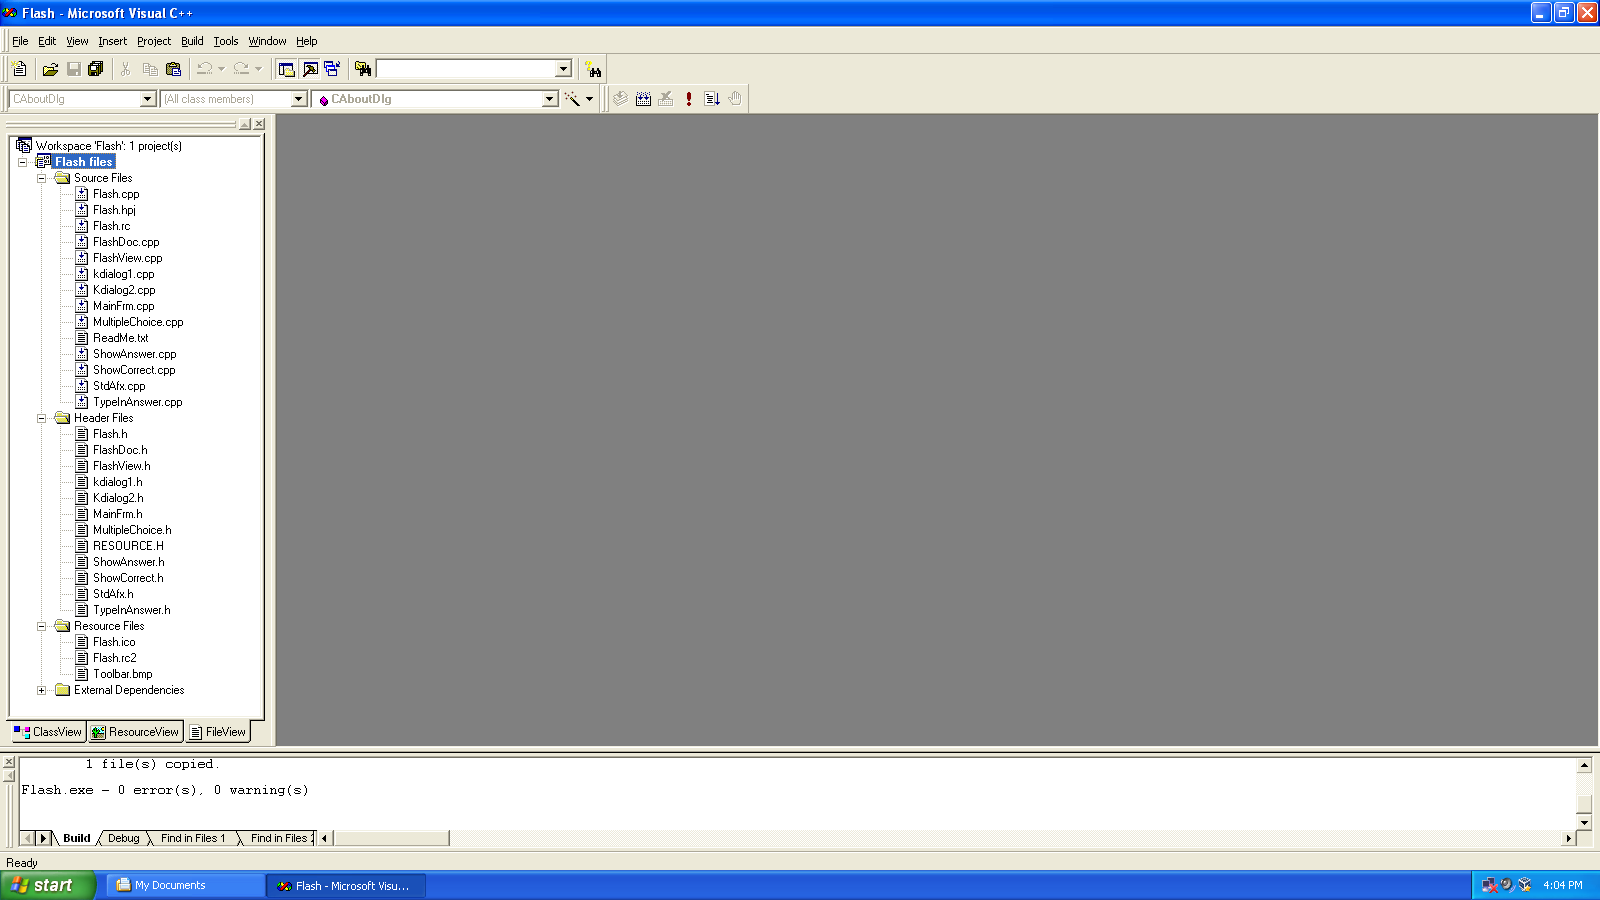 Flash - Microsoft Visual C++
File Edit View Insert Project Build Tools Window Help
CAboutDlg (All class members) CAboutDlg
Workspace 'Flash': 1 project(s)
Flash files
Source Files
Flash.cpp
Flash.hpj
Flash.rc
FlashDoc.cpp
FlashView.cpp
kdialog1.cpp
Kdialog2.cpp
MainFrm.cpp
MultipleChoice.cpp
ReadMe.txt
ShowAnswer.cpp
ShowCorrect.cpp
StdAfx.cpp
TypeInAnswer.cpp
Header Files
Flash.h
FlashDoc.h
FlashView.h
kdialog1.h
Kdialog2.h
MainFrm.h
MultipleChoice.h
RESOURCE.H
ShowAnswer.h
ShowCorrect.h
StdAfx.h
TypeInAnswer.h
Resource Files
Flash.ico
Flash.rc2
Toolbar.bmp
External Dependencies
ClassView ResourceView FileView
1 file(s) copied.
Flash.exe - 0 error(s), 0 warning(s)
Build Debug Find in Files 1 Find in Files
Ready
start My Documents Flash - Microsoft Visu... 4:04 PM